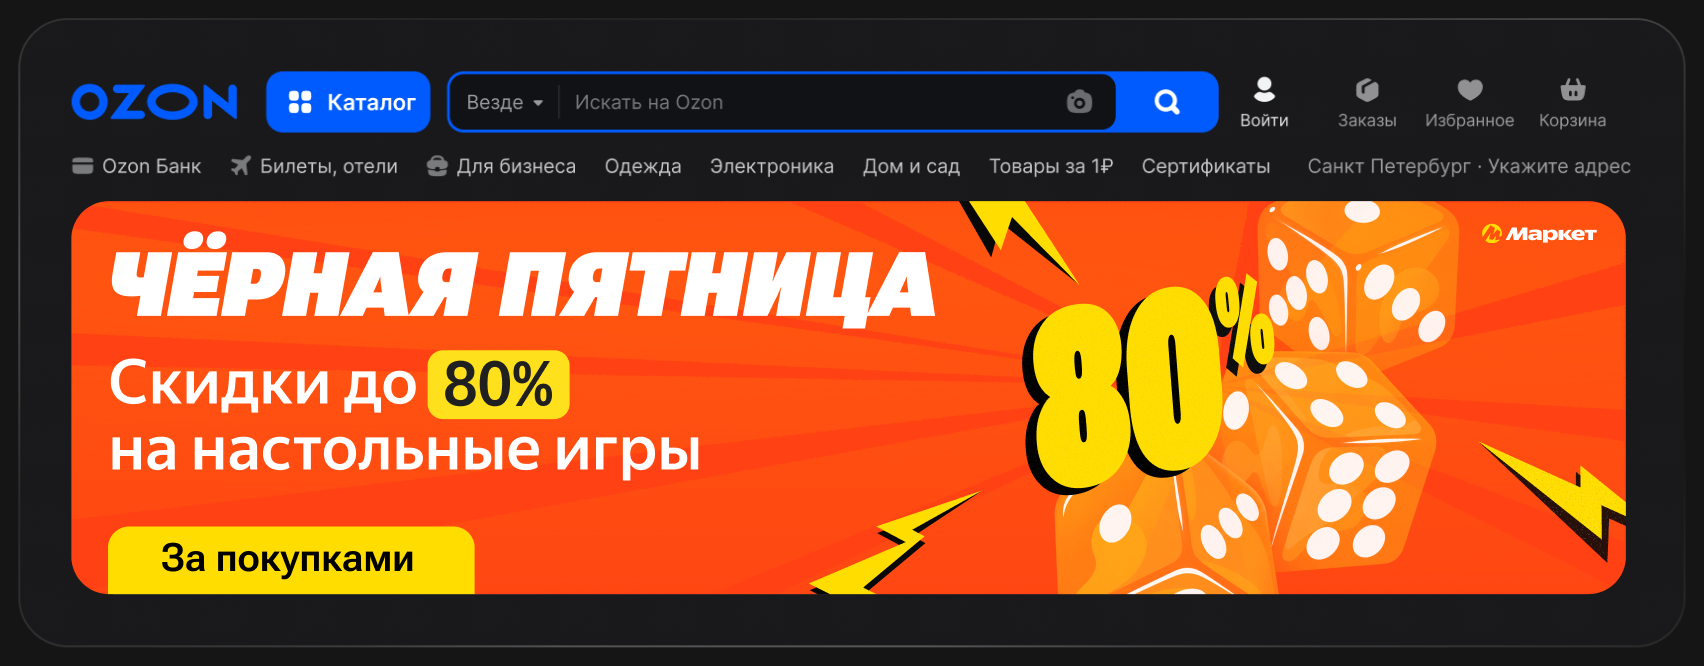 OZON
Каталог
Везде
Искать на Ozon
Войти
Заказы
Избранное
Корзина
Ozon Банк
Билеты, отели
Для бизнеса
Одежда
Электроника
Дом и сад
Товары за 1₽
Сертификаты
Санкт Петербург · Укажите адрес
Маркет
ЧЁРНАЯ ПЯТНИЦА
Скидки до 80%
на настольные игры
80%
За покупками